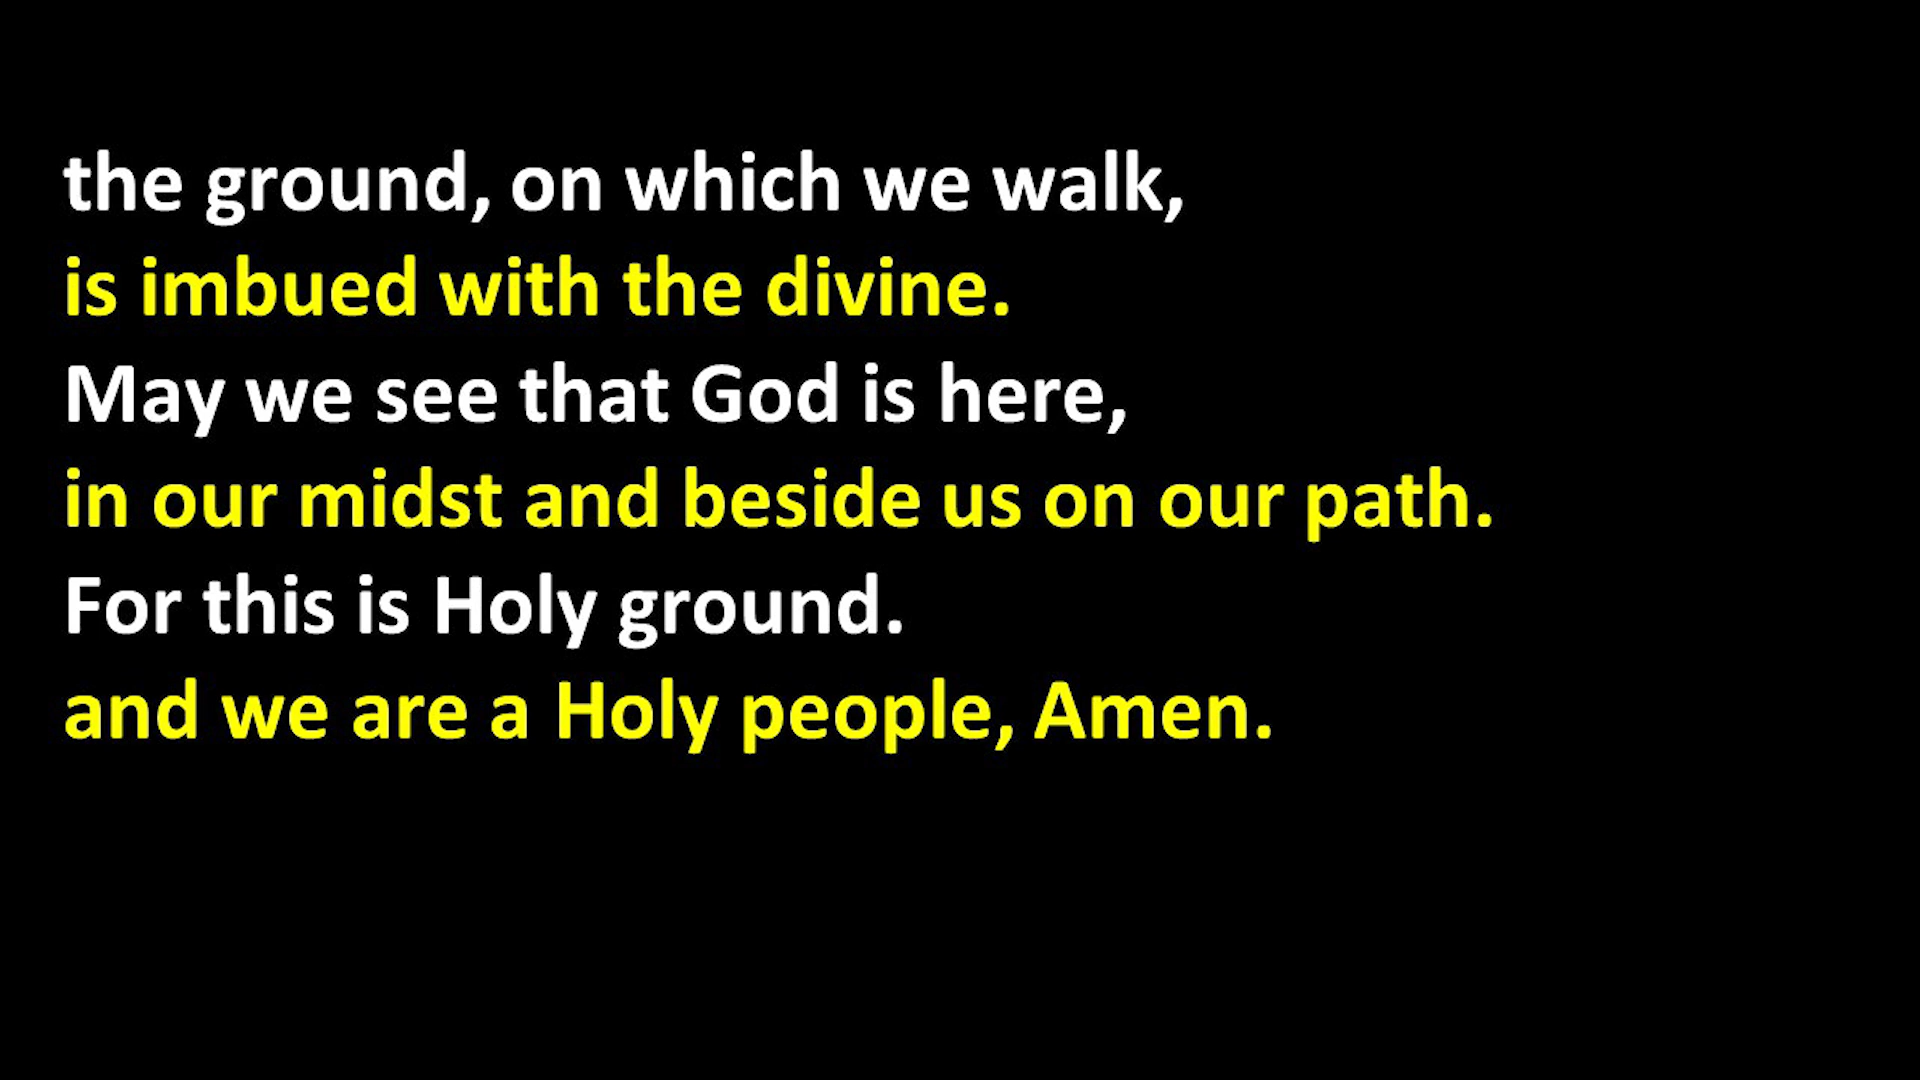 the ground, on which we walk,
is imbued with the divine.
May we see that God is here,
in our midst and beside us on our path.
For this is Holy ground.
and we are a Holy people, Amen.